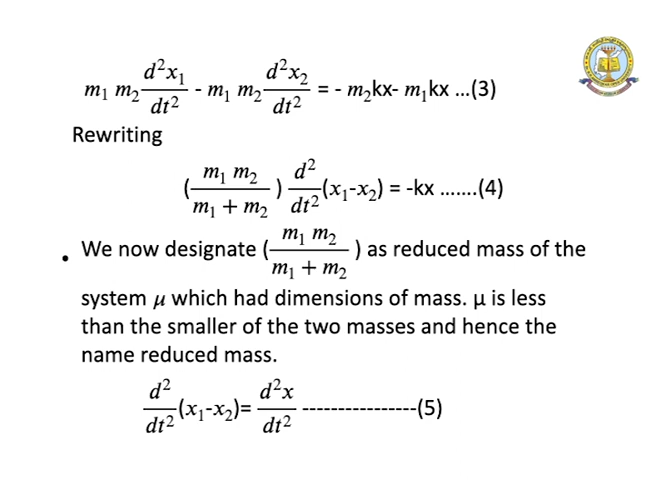 m₁ m₂ d²x₁/dt² - m₁ m₂ d²x₂/dt² = - m₂kx- m₁kx ...(3)
Rewriting
(m₁ m₂/m₁ + m₂) d²/dt²(x₁-x₂) = -kx .......(4)
• We now designate (m₁ m₂/m₁ + m₂) as reduced mass of the
system μ which had dimensions of mass. μ is less
than the smaller of the two masses and hence the
name reduced mass.
d²/dt²(x₁-x₂)= d²x/dt² ----------------(5)